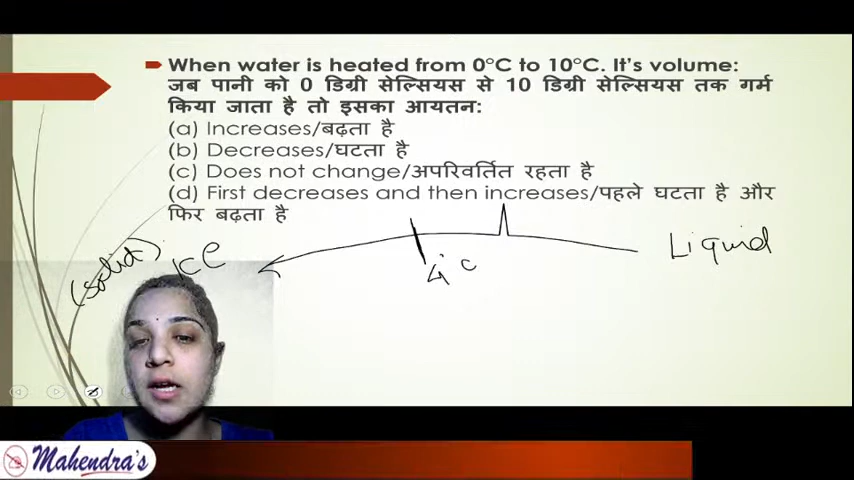 When water is heated from 0°C to 10°C. It's volume:
जब पानी को 0 डिग्री सेल्सियस से 10 डिग्री सेल्सियस तक गर्म
किया जाता है तो इसका आयतन:
(a) Increases/बढ़ता है
(b) Decreases/घटता है
(c) Does not change/अपरिवर्तित रहता है
(d) First decreases and then increases/पहले घटता है और
फिर बढ़ता है
(Solid) Ice
4°c
Liquid
Mahendra's